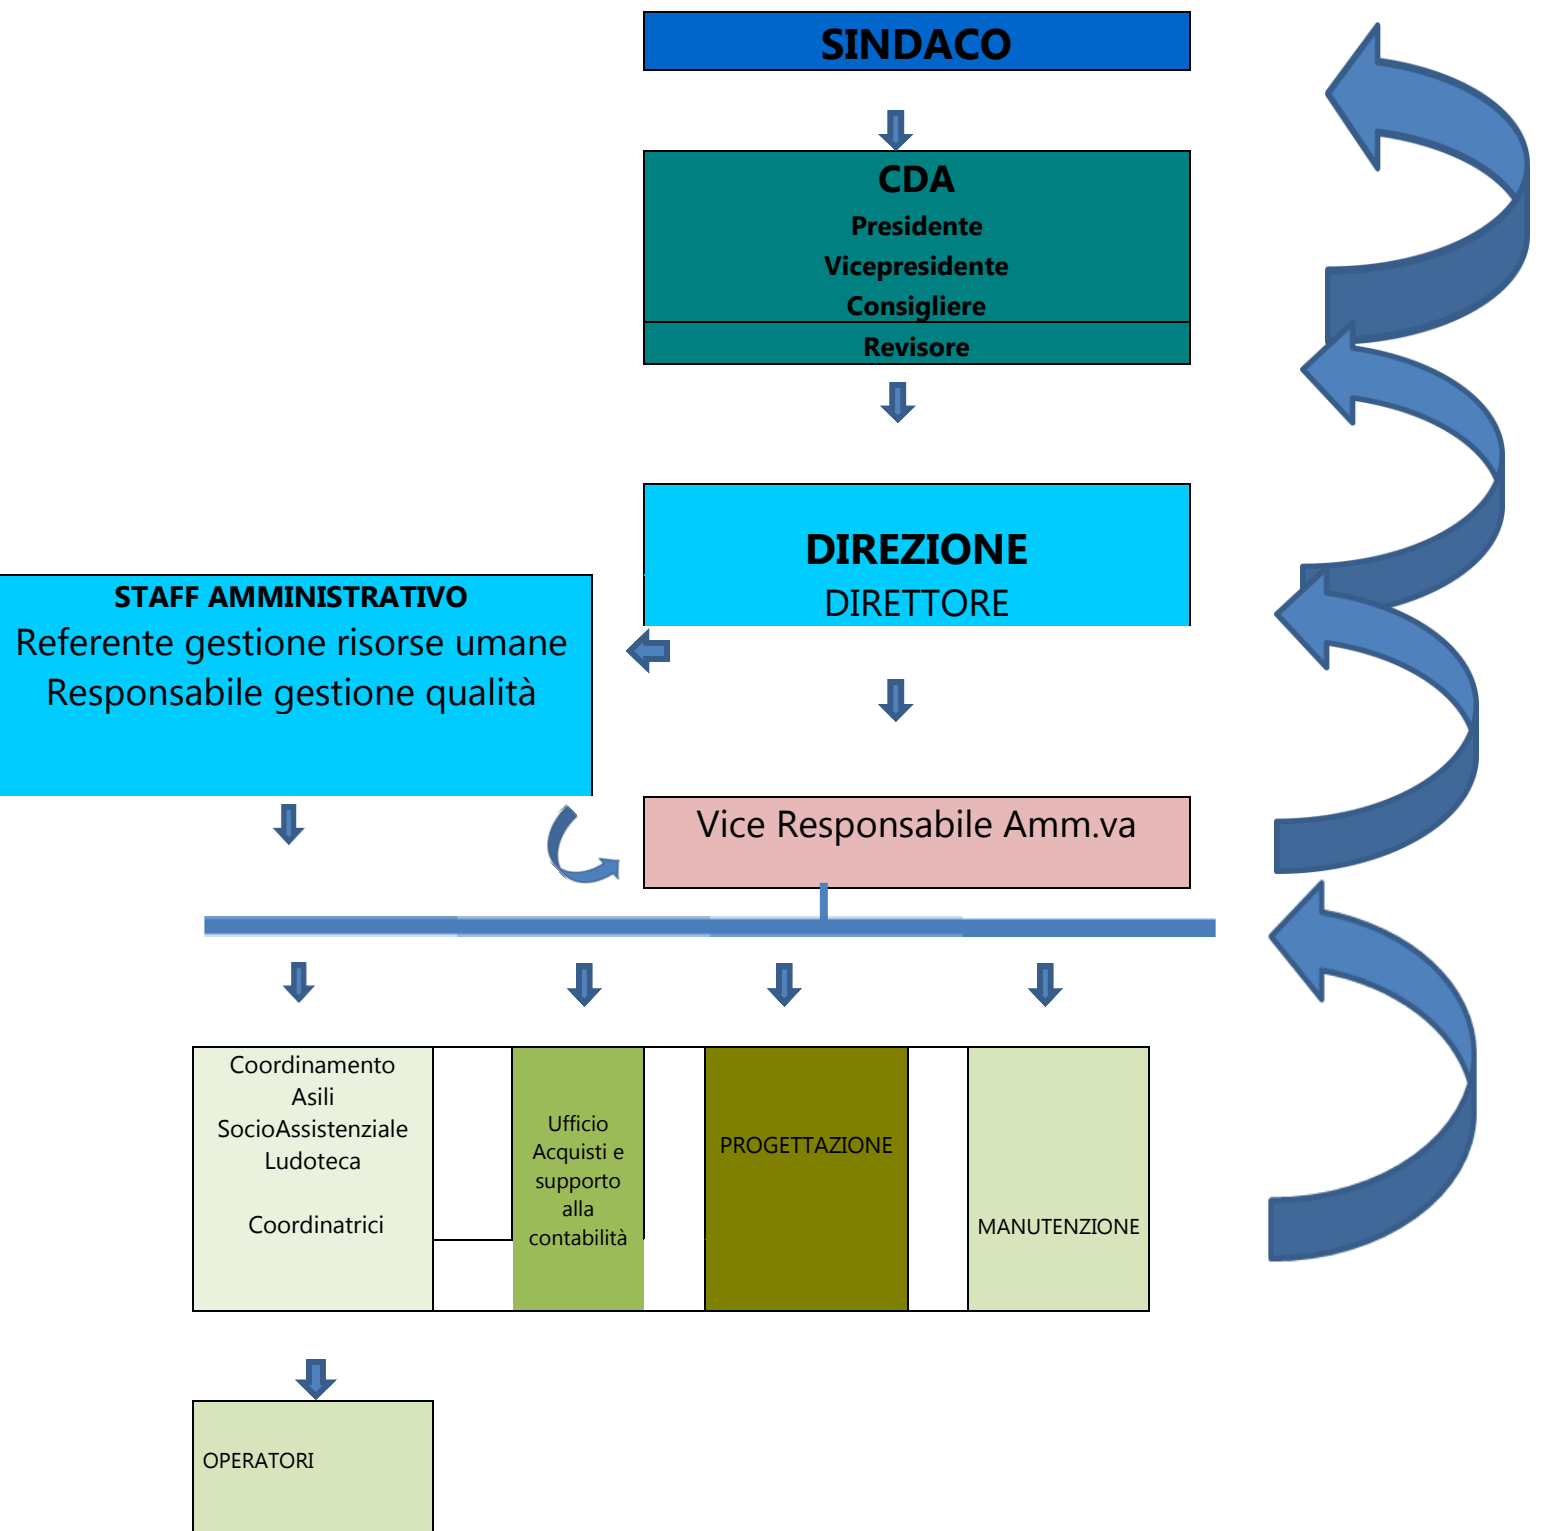 SINDACO
CDA
Presidente
Vicepresidente
Consigliere
Revisore
DIREZIONE
DIRETTORE
STAFF AMMINISTRATIVO
Referente gestione risorse umane
Responsabile gestione qualità
Vice Responsabile Amm.va
Coordinamento
Asili
SocioAssistenziale
Ludoteca
Coordinatrici
Ufficio
Acquisti e
supporto
alla
contabilità
PROGETTAZIONE
MANUTENZIONE
OPERATORI